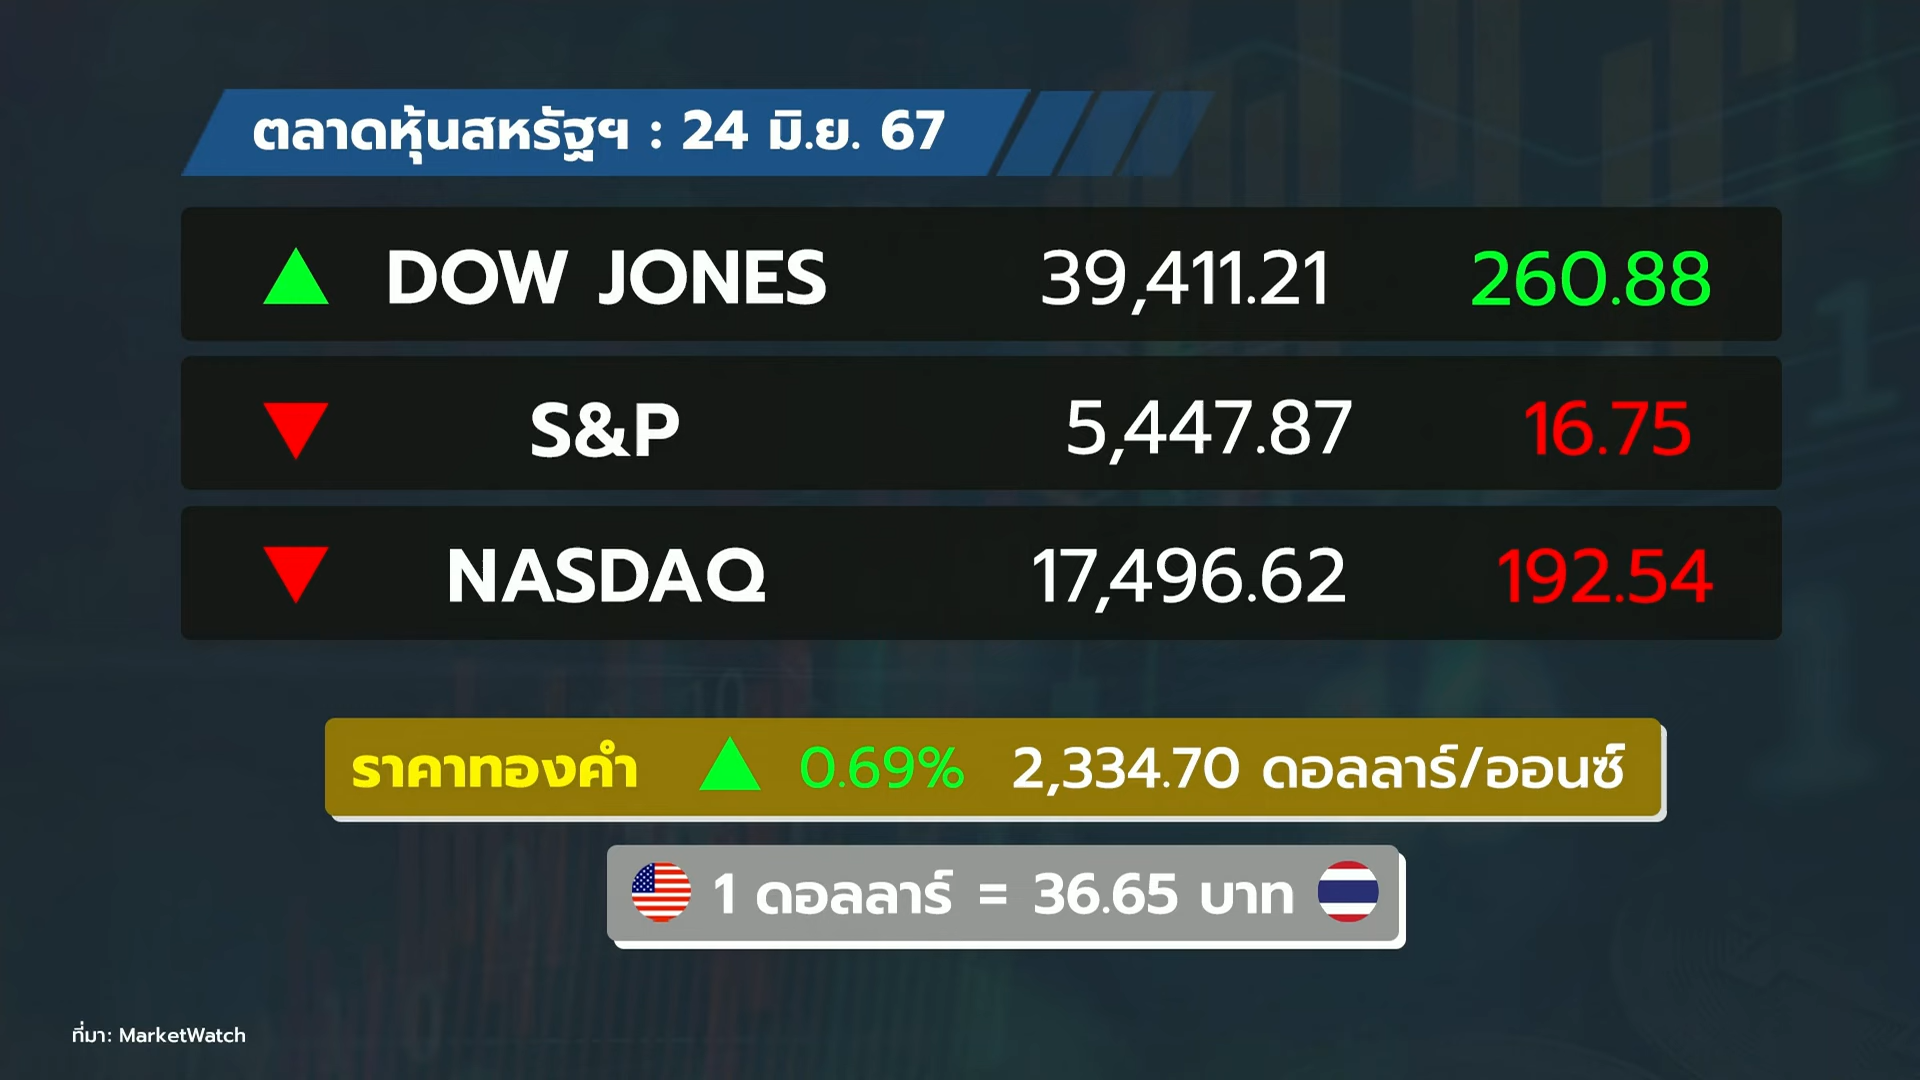 ตลาดหุ้นสหรัฐฯ : 24 มิ.ย. 67
DOW JONES 39,411.21 260.88
S&P 5,447.87 16.75
NASDAQ 17,496.62 192.54
ราคาทองคำ 0.69% 2,334.70 ดอลลาร์/ออนซ์
1 ดอลลาร์ = 36.65 บาท
ที่มา: MarketWatch